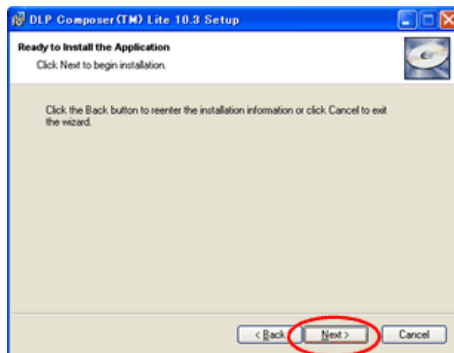 DLP Composer(TM) Lite 10.3 Setup
Ready to Install the Application
Click Next to begin installation.
Click the Back button to reenter the installation information or click Cancel to exit
the wizard.
< Back
Next >
Cancel